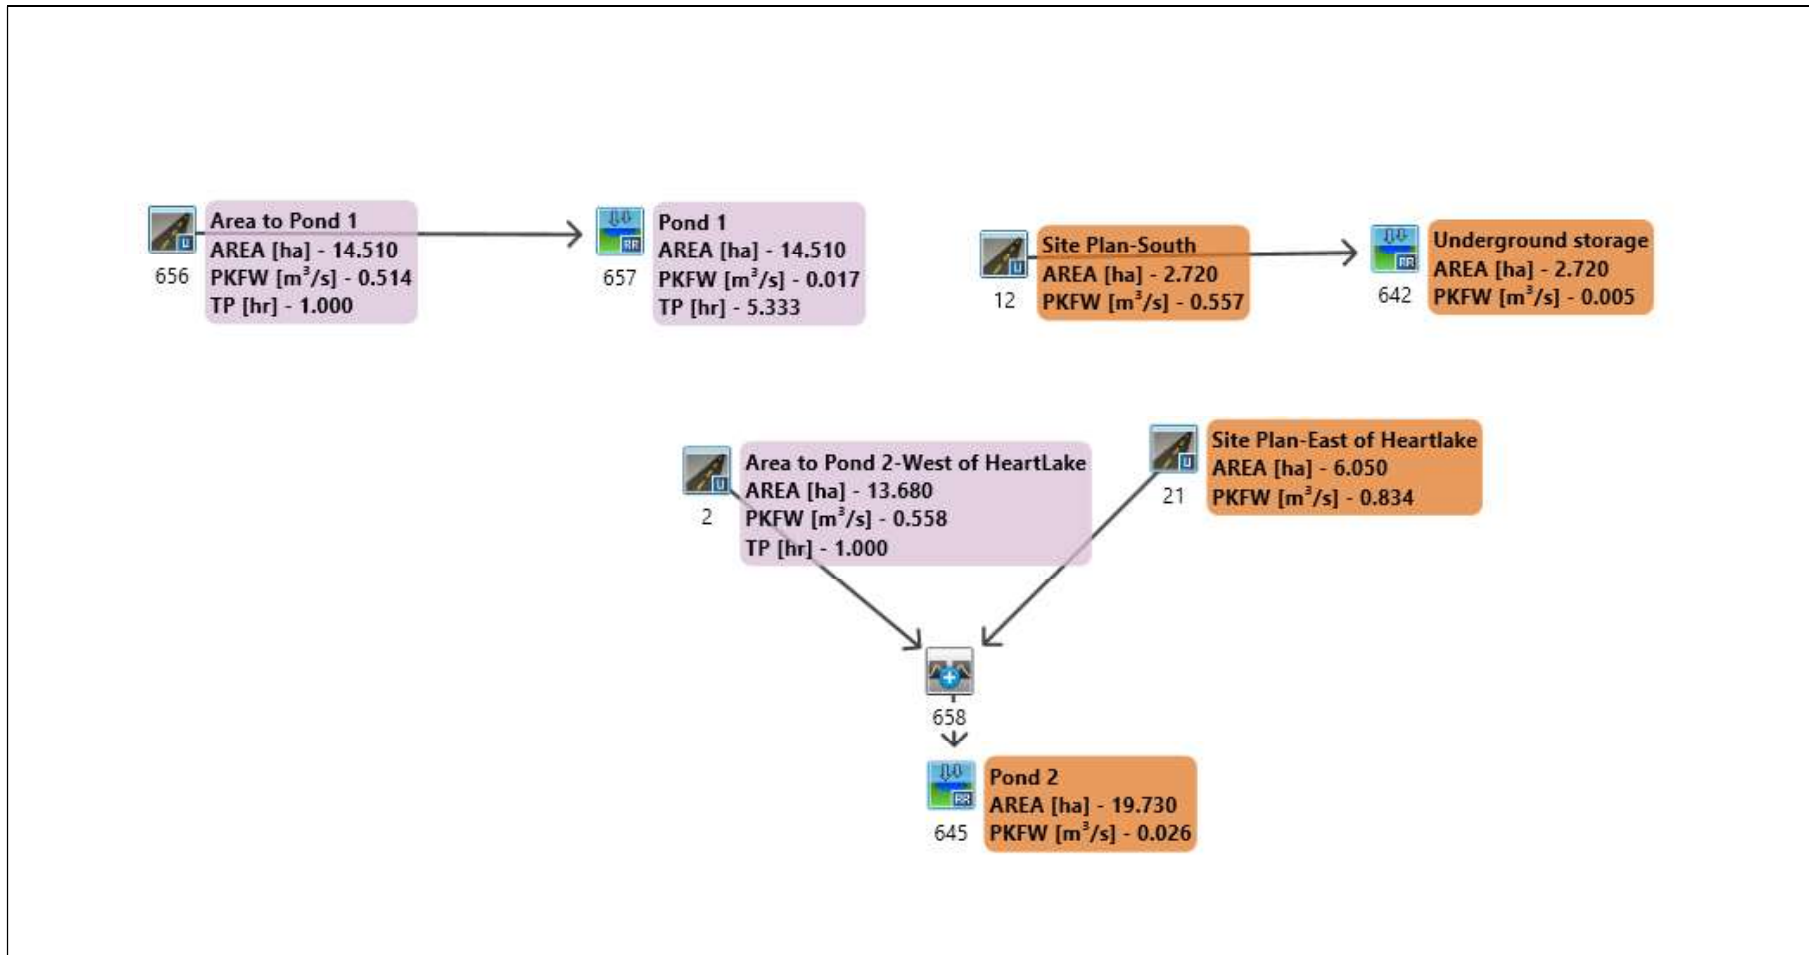 656
Area to Pond 1
AREA [ha] - 14.510
PKFW [m³/s] - 0.514
TP [hr] - 1.000
657
RR
Pond 1
AREA [ha] - 14.510
PKFW [m³/s] - 0.017
TP [hr] - 5.333
U
12
Site Plan-South
AREA [ha] - 2.720
PKFW [m³/s] - 0.557
RR
642
Underground storage
AREA [ha] - 2.720
PKFW [m³/s] - 0.005
U
2
Area to Pond 2-West of HeartLake
AREA [ha] - 13.680
PKFW [m³/s] - 0.558
TP [hr] - 1.000
U
21
Site Plan-East of Heartlake
AREA [ha] - 6.050
PKFW [m³/s] - 0.834
U
658
RR
645
Pond 2
AREA [ha] - 19.730
PKFW [m³/s] - 0.026